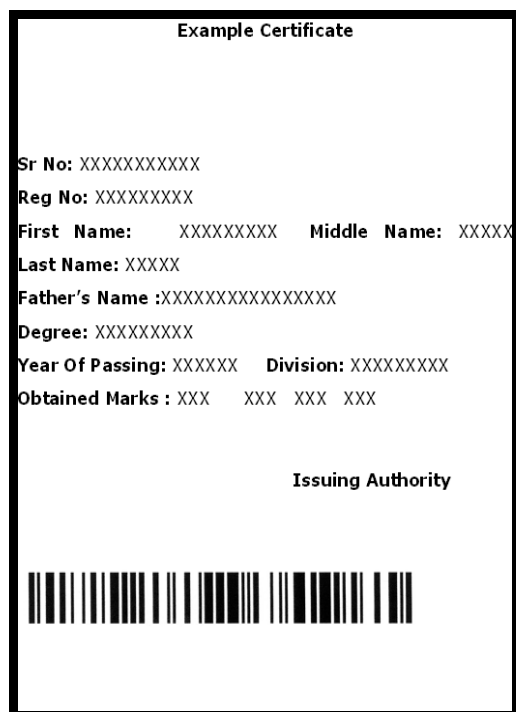 Example Certificate
Sr No: XXXXXXXXXXX
Reg No: XXXXXXXXX
First Name: XXXXXXXXX Middle Name: XXXXX
Last Name: XXXXX
Father’s Name :XXXXXXXXXXXXXXXX
Degree: XXXXXXXXX
Year Of Passing: XXXXXX Division: XXXXXXXXX
Obtained Marks : XXX XXX XXX XXX
Issuing Authority